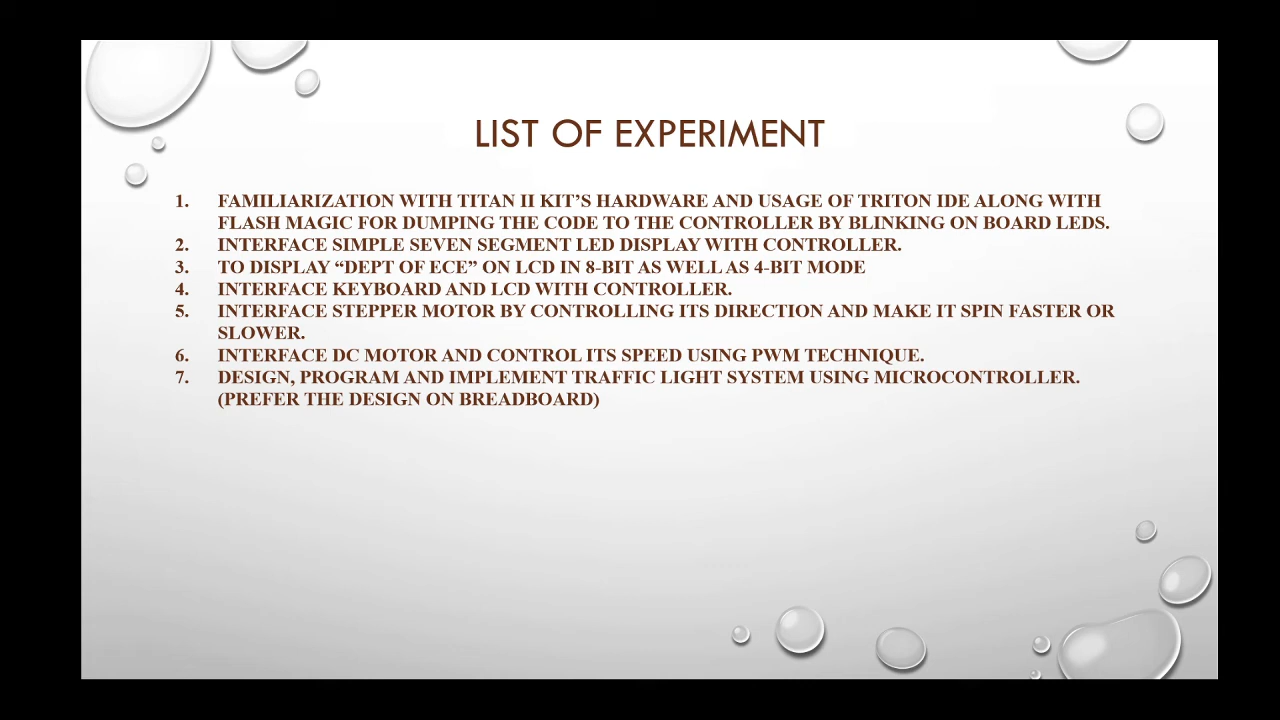 LIST OF EXPERIMENT
1. FAMILIARIZATION WITH TITAN II KIT’S HARDWARE AND USAGE OF TRITON IDE ALONG WITH
FLASH MAGIC FOR DUMPING THE CODE TO THE CONTROLLER BY BLINKING ON BOARD LEDS.
2. INTERFACE SIMPLE SEVEN SEGMENT LED DISPLAY WITH CONTROLLER.
3. TO DISPLAY “DEPT OF ECE” ON LCD IN 8-BIT AS WELL AS 4-BIT MODE
4. INTERFACE KEYBOARD AND LCD WITH CONTROLLER.
5. INTERFACE STEPPER MOTOR BY CONTROLLING ITS DIRECTION AND MAKE IT SPIN FASTER OR
SLOWER.
6. INTERFACE DC MOTOR AND CONTROL ITS SPEED USING PWM TECHNIQUE.
7. DESIGN, PROGRAM AND IMPLEMENT TRAFFIC LIGHT SYSTEM USING MICROCONTROLLER.
(PREFER THE DESIGN ON BREADBOARD)